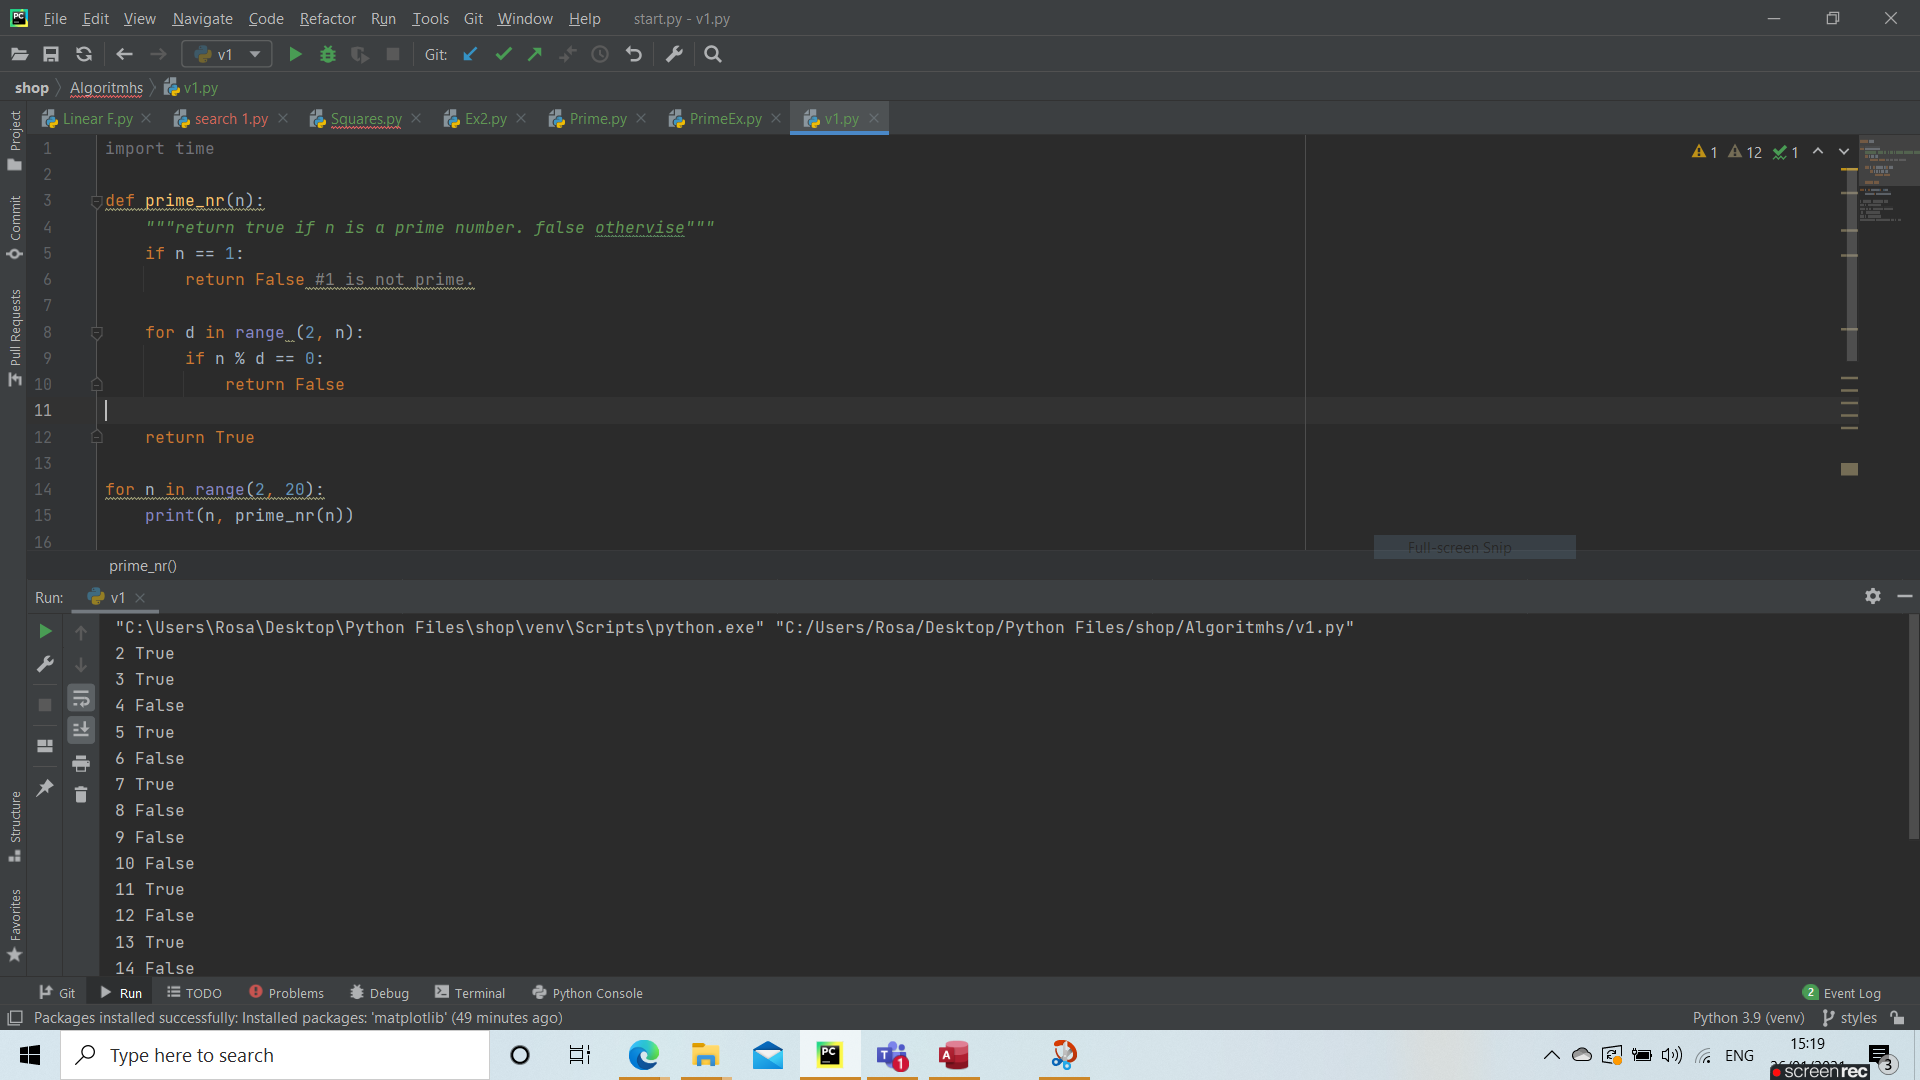 File Edit View Navigate Code Refactor Run Tools Git Window Help start.py - v1.py
v1 Git:
shop Algoritmhs v1.py
Linear F.py search 1.py Squares.py Ex2.py Prime.py PrimeEx.py v1.py
1 import time
2
3 def prime_nr(n):
4 """return true if n is a prime number. false othervise"""
5 if n == 1:
6 return False #1 is not prime.
7
8 for d in range (2, n):
9 if n % d == 0:
10 return False
11
12 return True
13
14 for n in range(2, 20):
15 print(n, prime_nr(n))
16
1 12 1
Project
Commit
Pull Requests
Full-screen Snip
prime_nr()
Run: v1
"C:\Users\Rosa\Desktop\Python Files\shop\venv\Scripts\python.exe" "C:/Users/Rosa/Desktop/Python Files/shop/Algoritmhs/v1.py"
2 True
3 True
4 False
5 True
6 False
7 True
8 False
9 False
10 False
11 True
12 False
13 True
14 False
Structure
Favorites
Git Run TODO Problems Debug Terminal Python Console 2 Event Log
Packages installed successfully: Installed packages: 'matplotlib' (49 minutes ago) Python 3.9 (venv) styles
Type here to search
1
ENG
15:19
3
screenrec